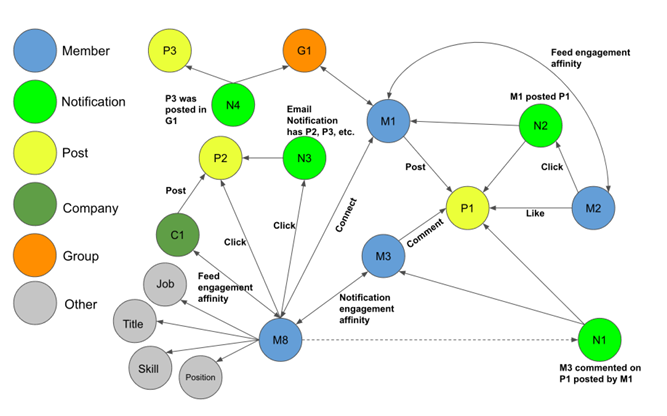 Member
Notification
Post
Company
Group
Other
P3
G1
N4
P3 was
posted in
G1
Email
Notification
has P2, P3, etc.
Feed engagement
affinity
M1 posted P1
M1
N2
P2
N3
Post
Click
Post
Click
Click
Connect
C1
P1
Like
M2
Comment
M3
Feed
engagement
affinity
Notification
engagement
affinity
Job
Title
Skill
Position
M8
N1
M3 commented on
P1 posted by M1